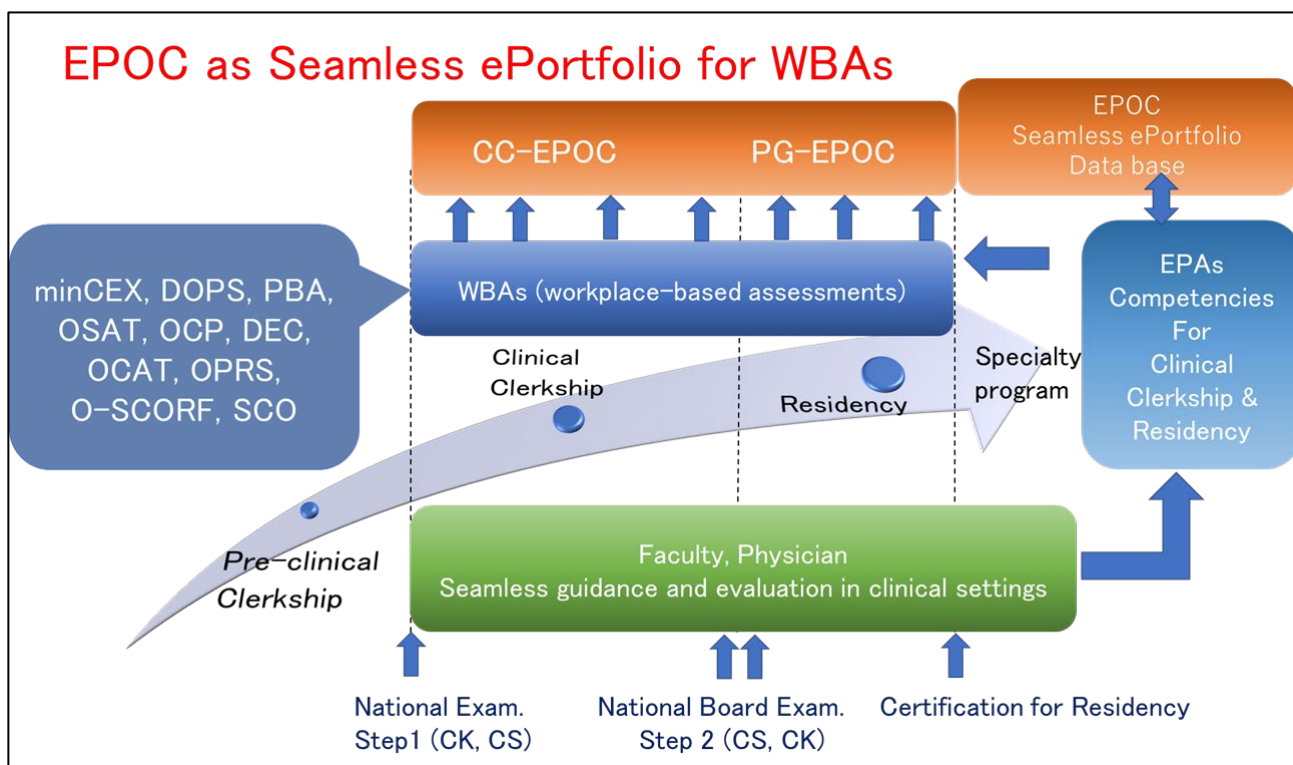 EPOC as Seamless ePortfolio for WBAs
CC-EPOC
PG-EPOC
EPOC
Seamless ePortfolio
Data base
minCEX, DOPS, PBA,
OSAT, OCP, DEC,
OCAT, OPRS,
O-SCORF, SCO
WBAs (workplace-based assessments)
EPAs
Competencies
For
Clinical
Clerkship &
Residency
Clinical
Clerkship
Residency
Specialty
program
Pre-clinical
Clerkship
Faculty, Physician
Seamless guidance and evaluation in clinical settings
National Exam.
Step1 (CK, CS)
National Board Exam.
Step 2 (CS, CK)
Certification for Residency